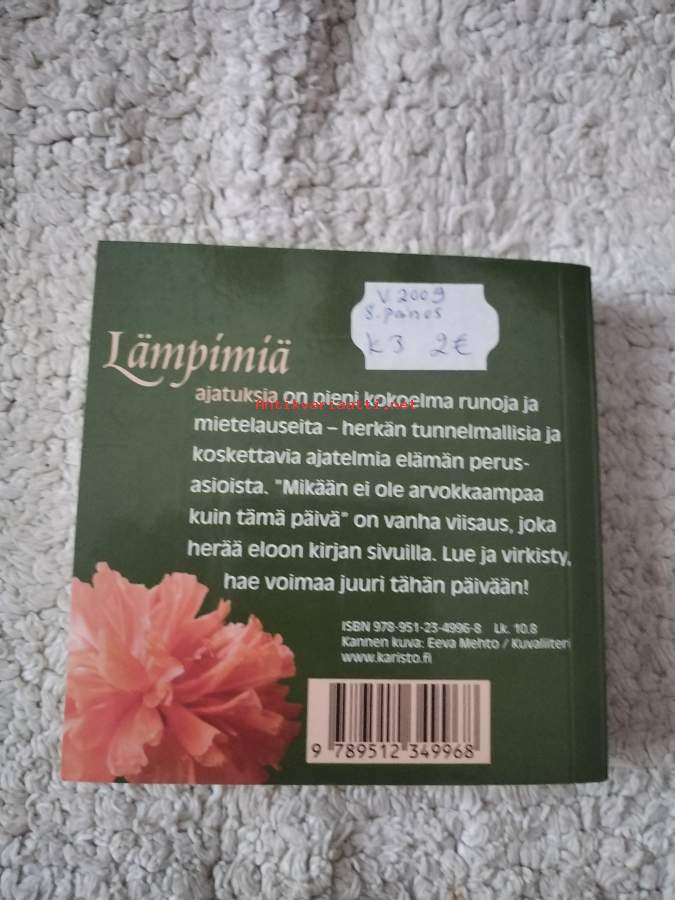 V 2009
8. painos
K3 2€
Lämpimiä
ajatuksia on pieni kokoelma runoja ja
Antikvariaatti.net
mietelauseita – herkän tunnelmallisia ja
koskettavia ajatelmia elämän perus-
asioista. "Mikään ei ole arvokkaampaa
kuin tämä päivä" on vanha viisaus, joka
herää eloon kirjan sivuilla. Lue ja virkisty,
hae voimaa juuri tähän päivään!
ISBN 978-951-23-4996-8 Lk. 10.8
Kannen kuva: Eeva Mehto / Kuvaliiteri
www.karisto.fi
9 789512 349968